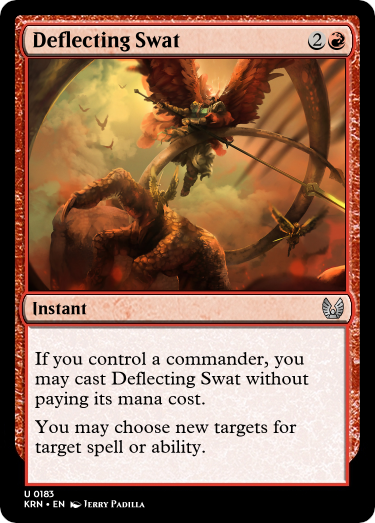 Deflecting Swat 2
Instant
If you control a commander, you
may cast Deflecting Swat without
paying its mana cost.
You may choose new targets for
target spell or ability.
U 0183
KRN • EN Jerry Padilla